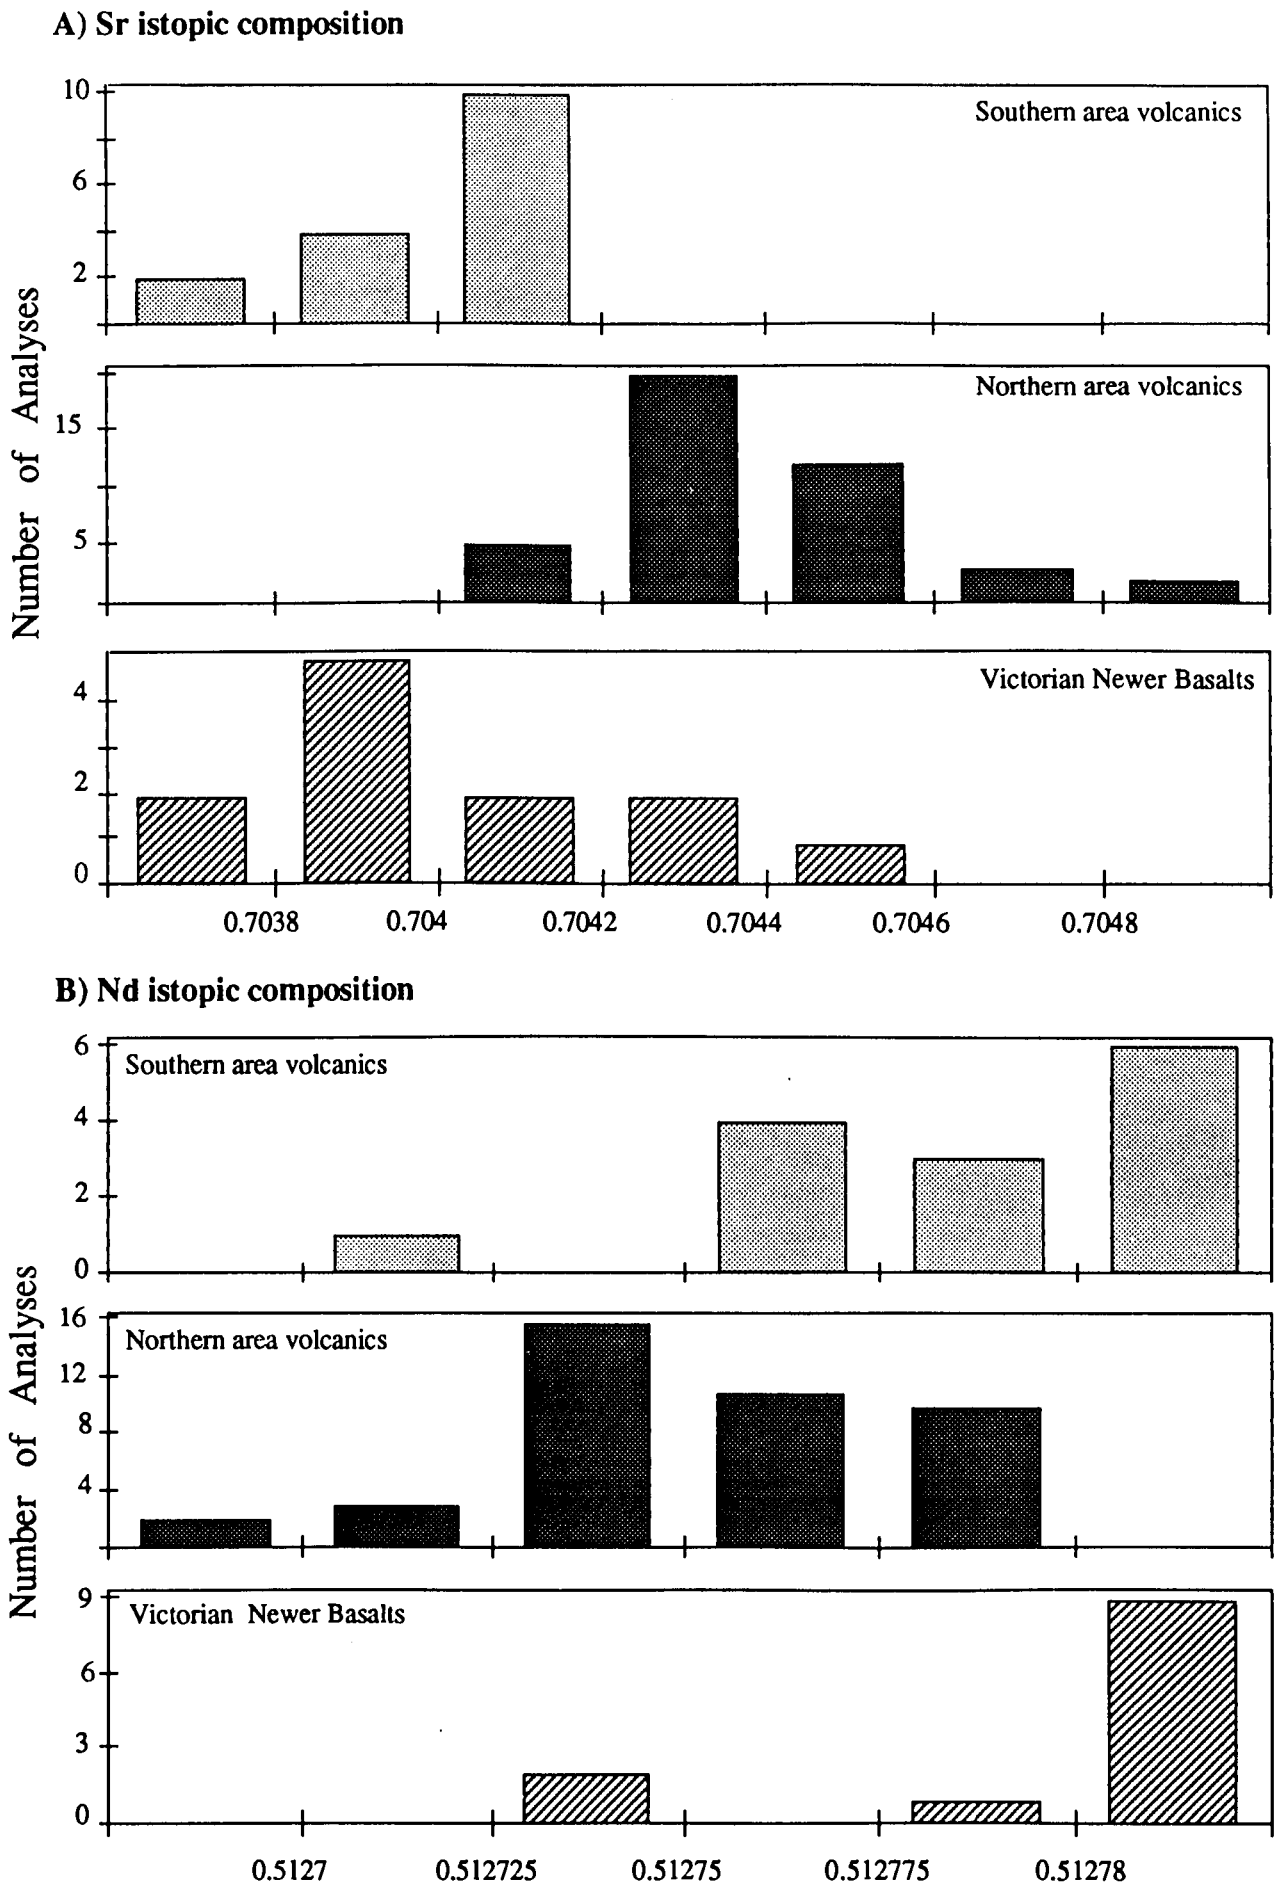 A) Sr istopic composition
10
6
2
Southern area volcanics
15
5
Northern area volcanics
4
2
0
Victorian Newer Basalts
0.7038 0.704 0.7042 0.7044 0.7046 0.7048
Number of Analyses
B) Nd istopic composition
6
4
2
0
Southern area volcanics
16
12
8
4
Northern area volcanics
9
6
3
0
Victorian Newer Basalts
0.5127 0.512725 0.51275 0.512775 0.51278
Number of Analyses